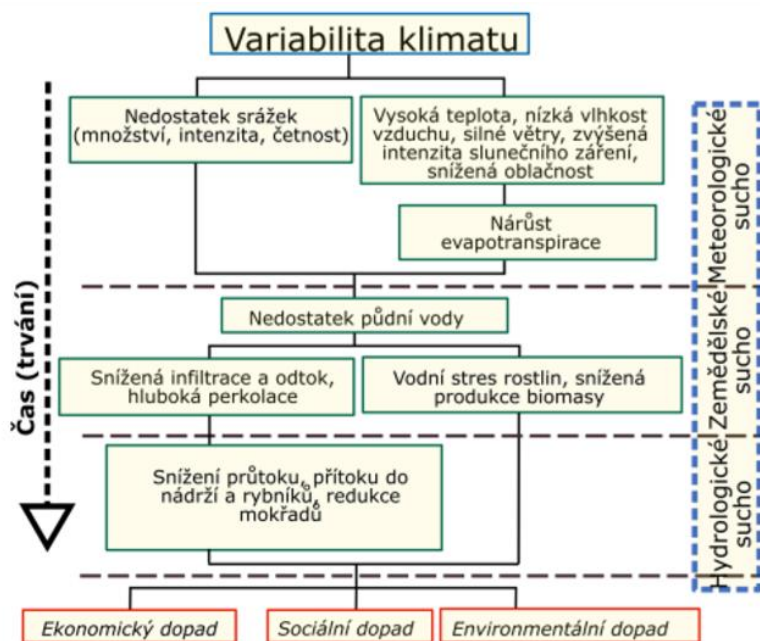 Variabilita klimatu
Nedostatek srážek
(množství, intenzita, četnost)
Vysoká teplota, nízká vlhkost
vzduchu, silné větry, zvýšená
intenzita slunečního záření,
snížená oblačnost
Nárůst
evapotranspirace
Meteorologické
sucho
Čas (trvání)
Nedostatek půdní vody
Snížená infiltrace a odtok,
hluboká perkolace
Vodní stres rostlin, snížená
produkce biomasy
Zemědělské
sucho
Snížení průtoku, přítoku do
nádrží a rybníků, redukce
mokřadů
Hydrologické
sucho
Ekonomický dopad
Sociální dopad
Environmentální dopad